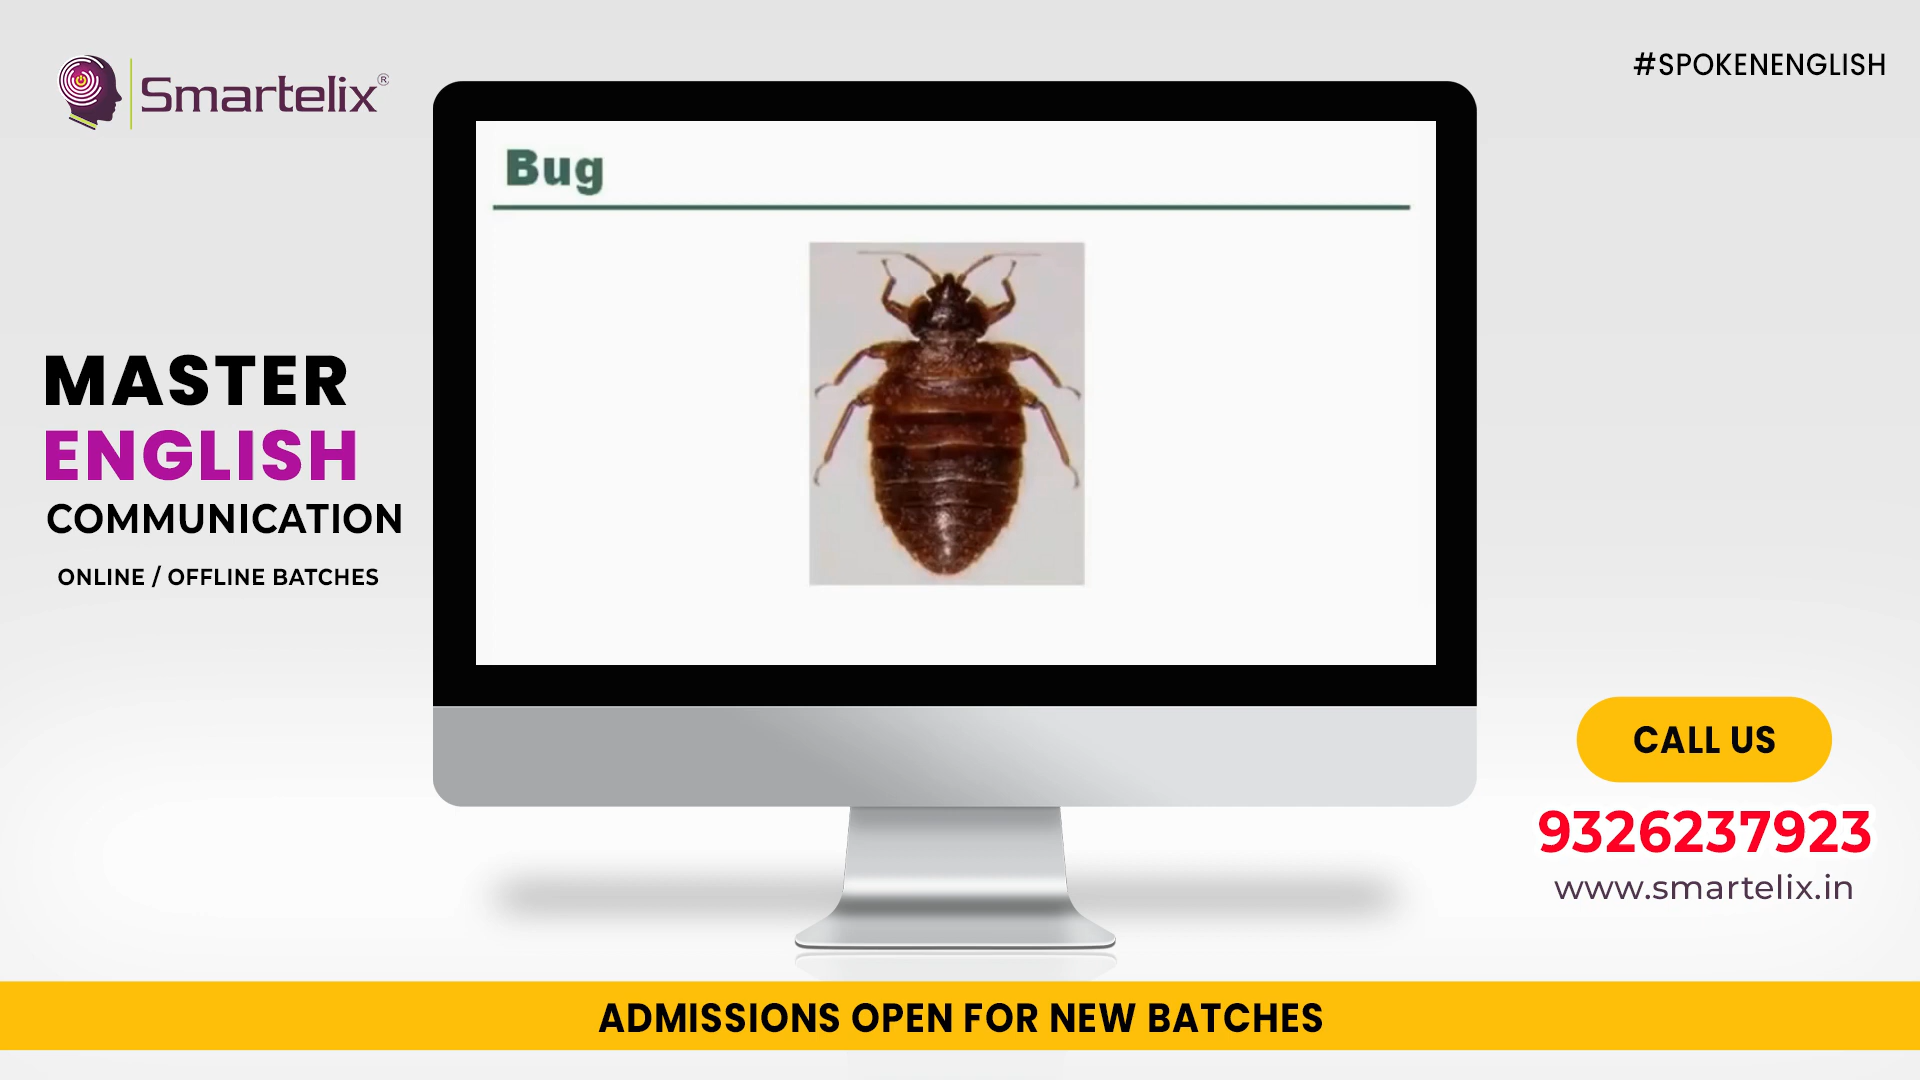 Smartelix®
#SPOKENENGLISH
Bug
MASTER
ENGLISH
COMMUNICATION
ONLINE / OFFLINE BATCHES
CALL US
9326237923
www.smartelix.in
ADMISSIONS OPEN FOR NEW BATCHES